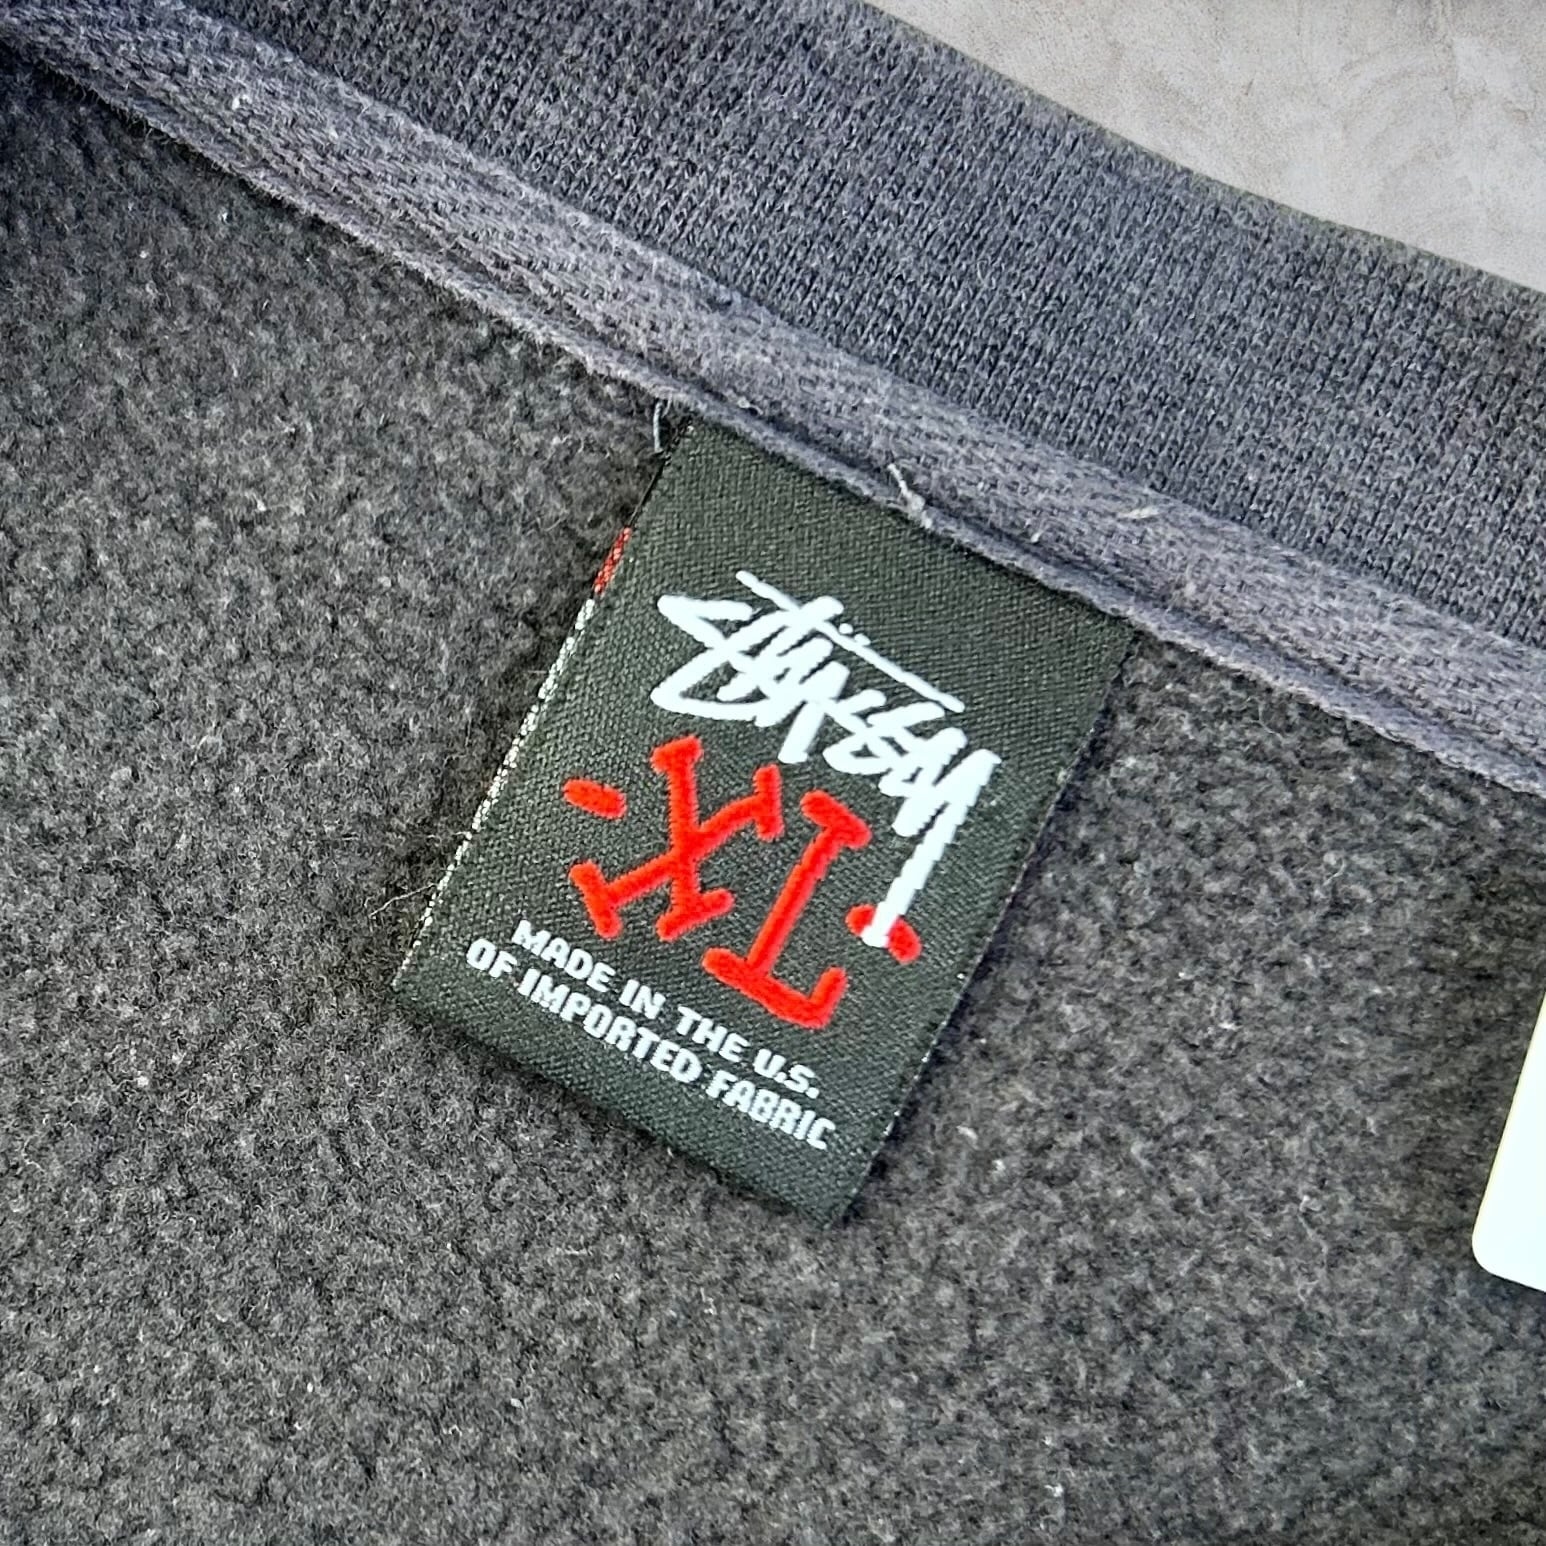 Stüssy
-XL-
MADE IN THE U.S.
OF IMPORTED FABRIC